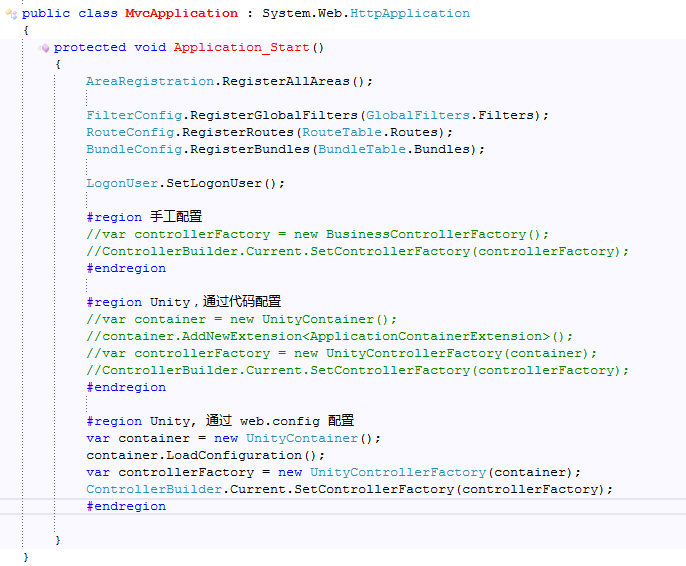 public class MvcApplication : System.Web.HttpApplication
{
protected void Application_Start()
{
AreaRegistration.RegisterAllAreas();
FilterConfig.RegisterGlobalFilters(GlobalFilters.Filters);
RouteConfig.RegisterRoutes(RouteTable.Routes);
BundleConfig.RegisterBundles(BundleTable.Bundles);
LogonUser.SetLogonUser();
#region 手工配置
//var controllerFactory = new BusinessControllerFactory();
//ControllerBuilder.Current.SetControllerFactory(controllerFactory);
#endregion
#region Unity，通过代码配置
//var container = new UnityContainer();
//container.AddNewExtension<ApplicationContainerExtension>();
//var controllerFactory = new UnityControllerFactory(container);
//ControllerBuilder.Current.SetControllerFactory(controllerFactory);
#endregion
#region Unity, 通过 web.config 配置
var container = new UnityContainer();
container.LoadConfiguration();
var controllerFactory = new UnityControllerFactory(container);
ControllerBuilder.Current.SetControllerFactory(controllerFactory);
#endregion
}
}